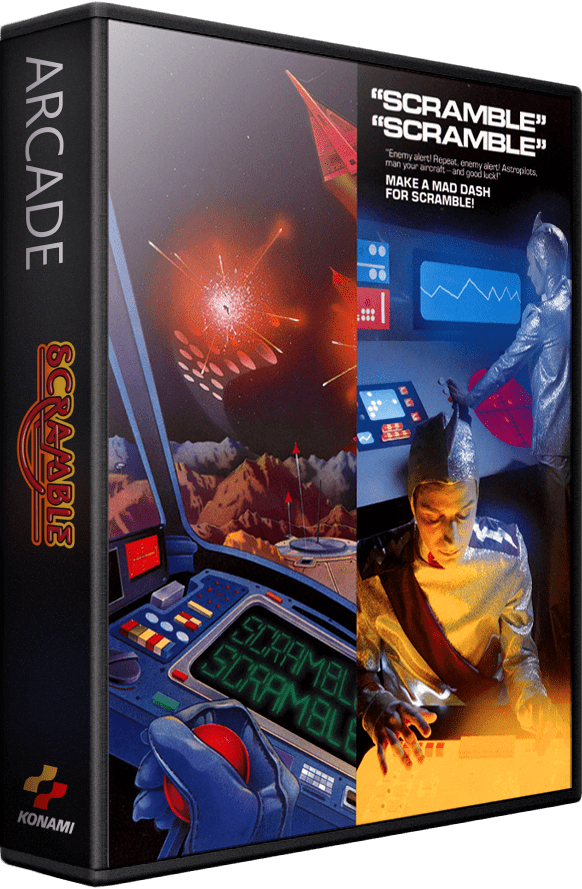 ARCADE
SCRAMBLE
KONAMI
"SCRAMBLE"
"SCRAMBLE"
"Enemy alert! Repeat, enemy alert! Astropilots,
man your aircraft—and good luck!"
MAKE A MAD DASH
FOR SCRAMBLE!
SCRAMBLE
SCRAMBLE